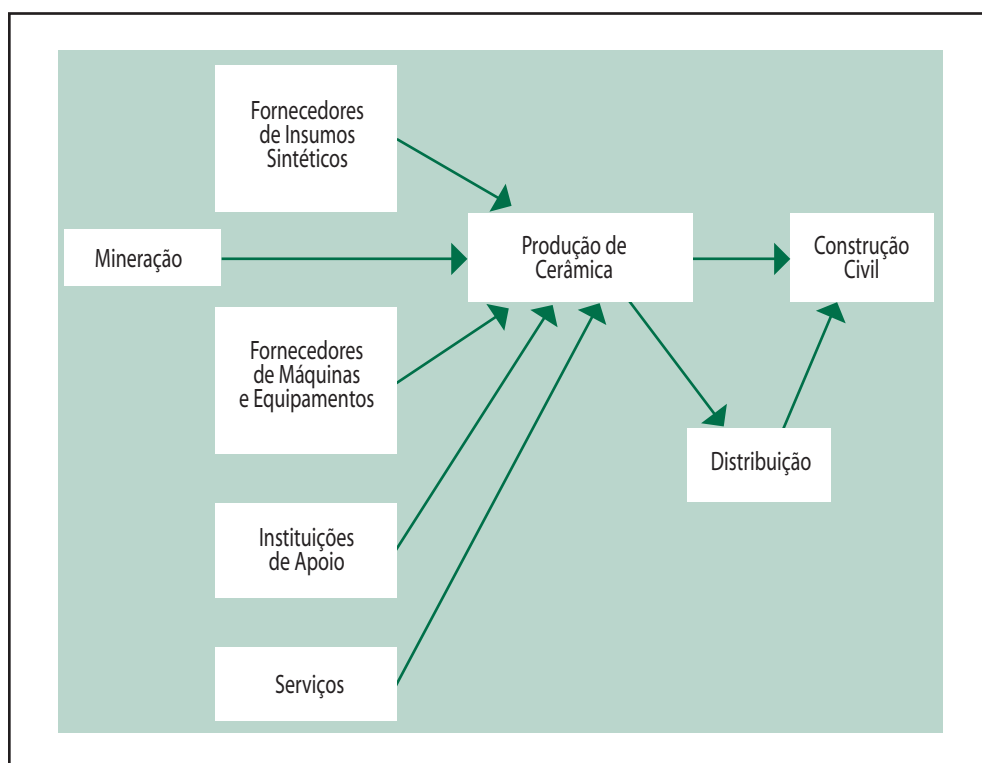 Fornecedores
de Insumos
Sintéticos
Mineração
Produção de
Cerâmica
Construção
Civil
Fornecedores
de Máquinas
e Equipamentos
Distribuição
Instituições
de Apoio
Serviços